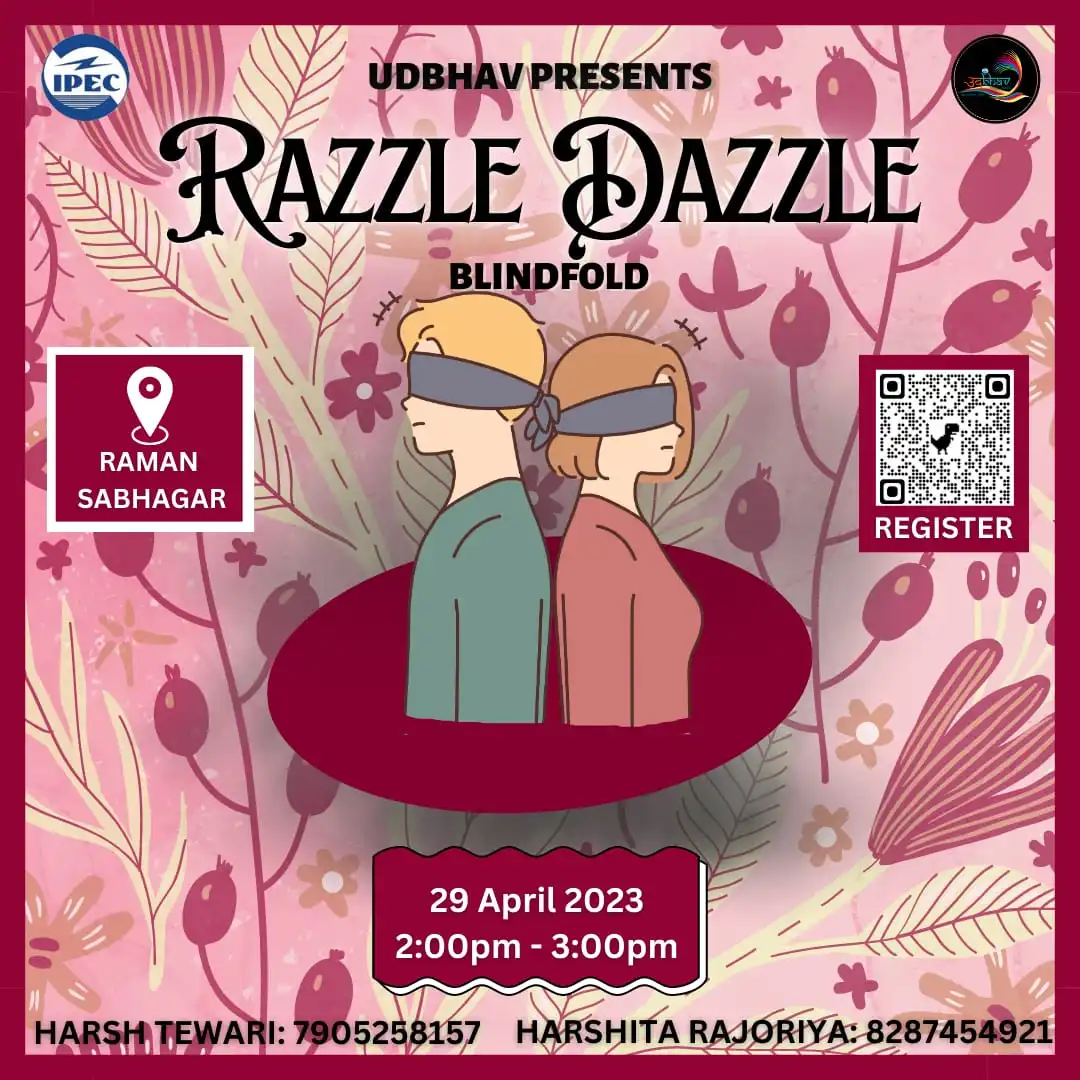 IPEC
उदbhav
UDBHAV PRESENTS
RAZZLE DAZZLE
BLINDFOLD
RAMAN
SABHAGAR
REGISTER
29 April 2023
2:00pm - 3:00pm
HARSH TEWARI: 7905258157
HARSHITA RAJORIYA: 8287454921